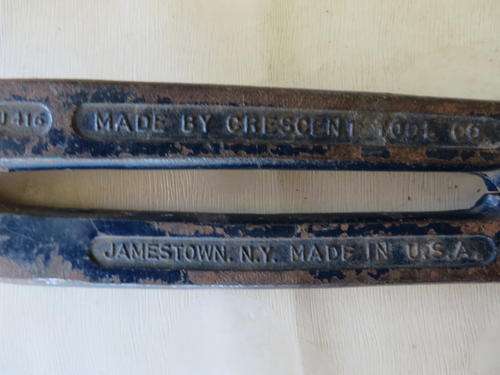 MADE BY CRESCENT TOOL CO.
JAMESTOWN. N.Y. MADE IN U.S.A.